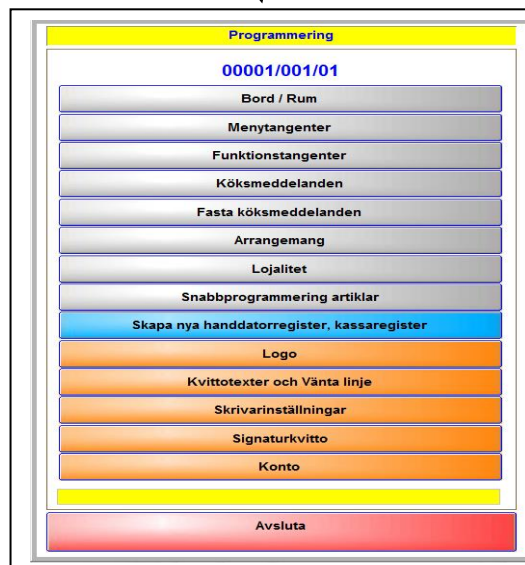 Programmering
00001/001/01
Bord / Rum
Menytangenter
Funktionstangenter
Köksmeddelanden
Fasta köksmeddelanden
Arrangemang
Lojalitet
Snabbprogrammering artiklar
Skapa nya handdatorregister, kassaregister
Logo
Kvittotexter och Vänta linje
Skrivarinställningar
Signaturkvitto
Konto
Avsluta